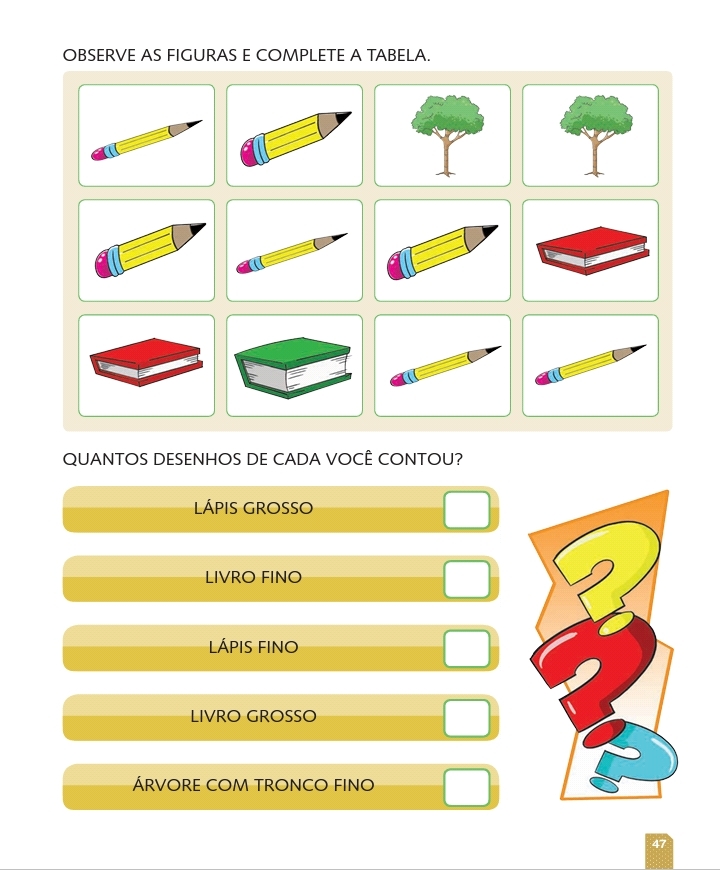 OBSERVE AS FIGURAS E COMPLETE A TABELA.
QUANTOS DESENHOS DE CADA VOCÊ CONTOU?
LÁPIS GROSSO
LIVRO FINO
LÁPIS FINO
LIVRO GROSSO
ÁRVORE COM TRONCO FINO
47